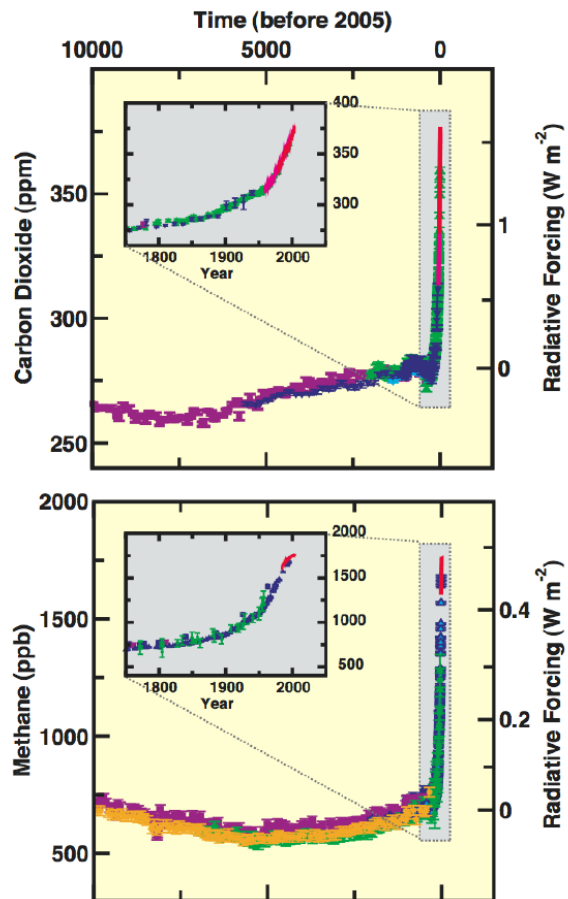 Time (before 2005)
10000 5000 0
400
350
300
1800 1900 2000
Year
350
300
250
Carbon Dioxide (ppm)
1
0
Radiative Forcing (W m-2)
2000
1500
1000
500
Methane (ppb)
2000
1500
1000
500
1800 1900 2000
Year
0.4
0.2
0
Radiative Forcing (W m-2)